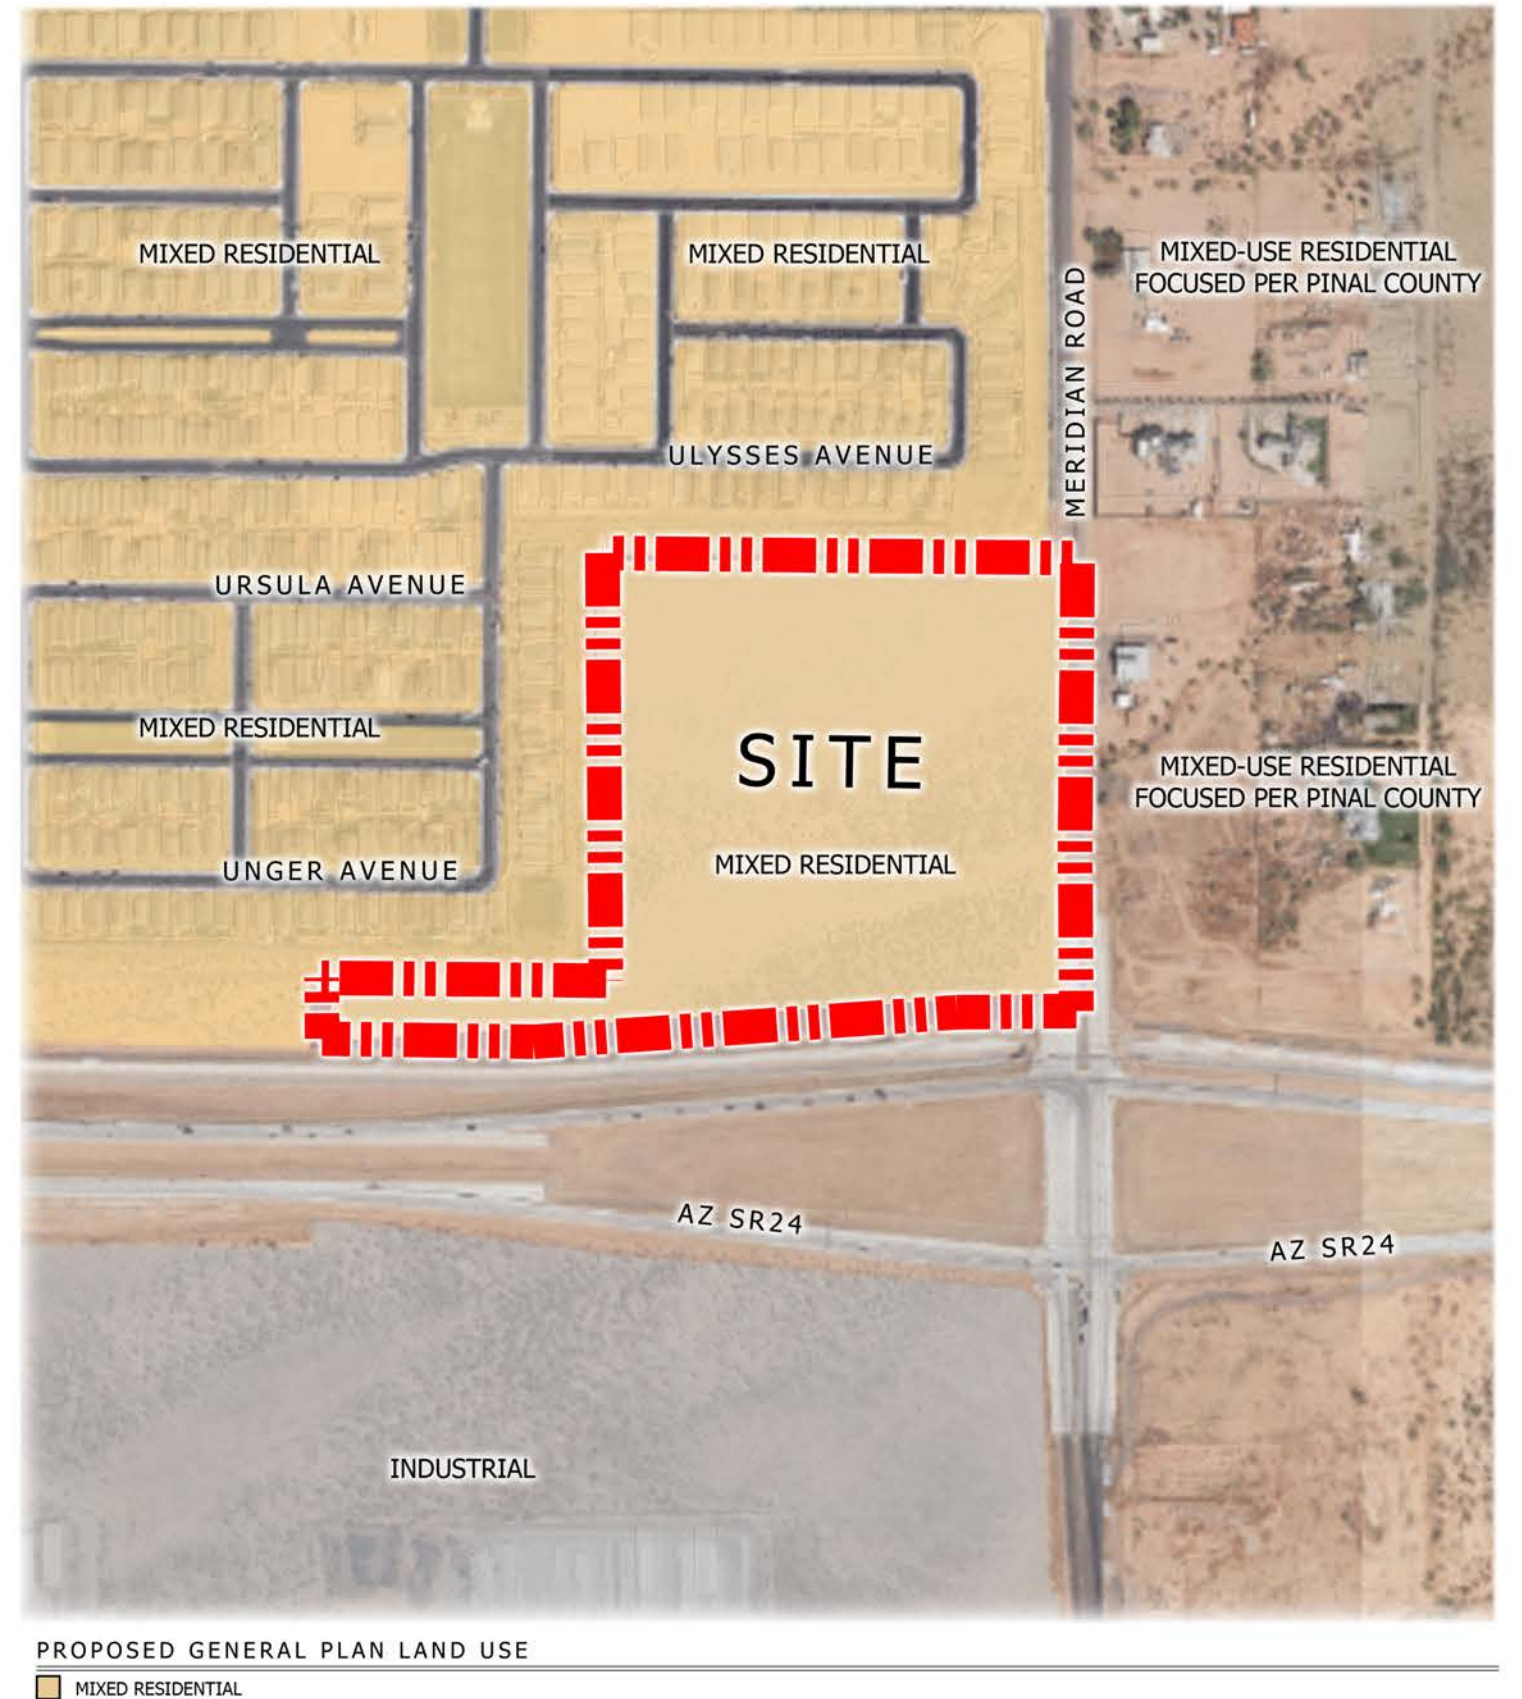 MIXED RESIDENTIAL
MIXED RESIDENTIAL
MIXED-USE RESIDENTIAL
FOCUSED PER PINAL COUNTY
MERIDIAN ROAD
ULYSSES AVENUE
URSULA AVENUE
MIXED RESIDENTIAL
SITE
MIXED-USE RESIDENTIAL
FOCUSED PER PINAL COUNTY
UNGER AVENUE
MIXED RESIDENTIAL
AZ SR24
AZ SR24
INDUSTRIAL
PROPOSED GENERAL PLAN LAND USE
MIXED RESIDENTIAL